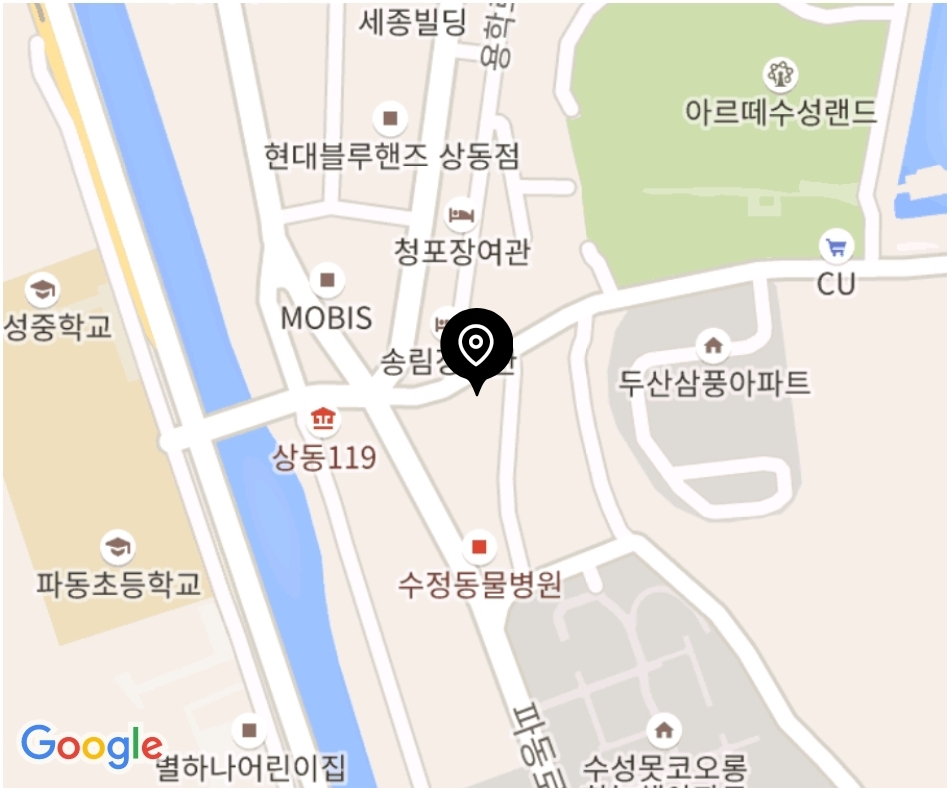 세종빌딩
아르떼수성랜드
현대블루핸즈 상동점
청포장여관
CU
성중학교
MOBIS
두산삼풍아파트
상동119
파동초등학교
수정동물병원
Google
별하나어린이집
수성못코오롱